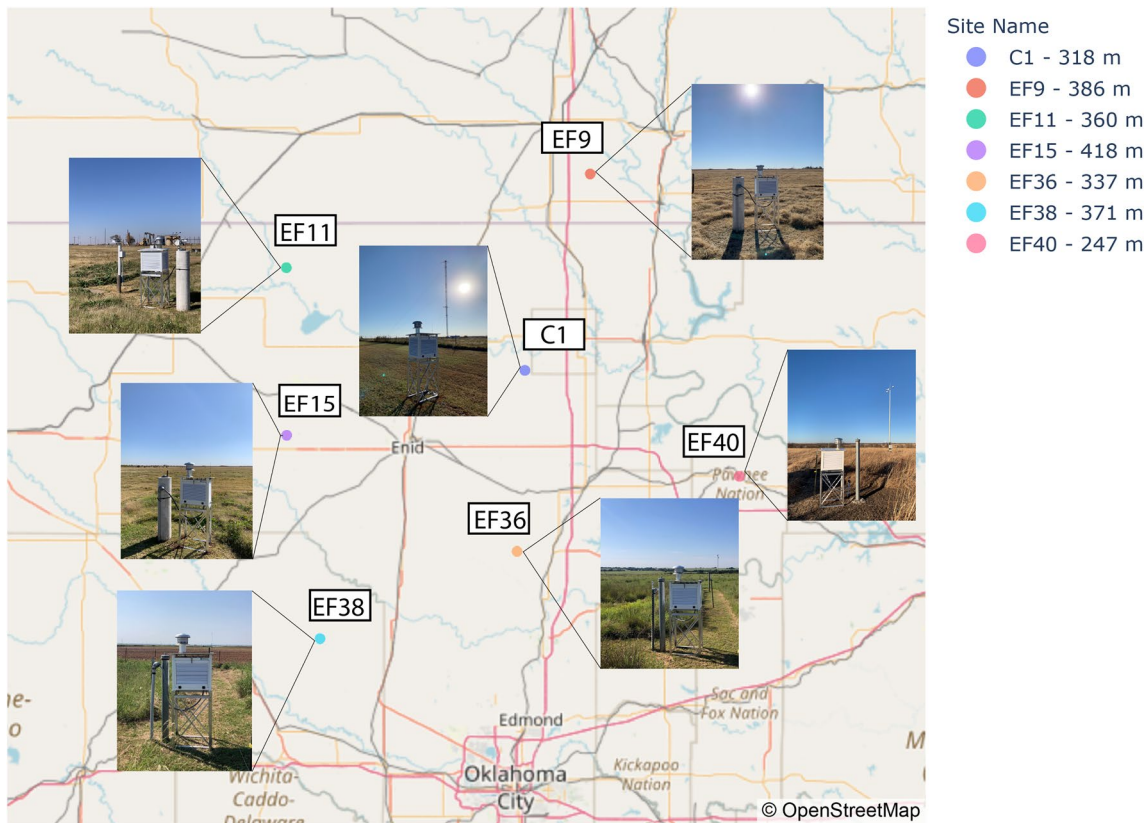 Site Name
C1 - 318 m
EF9 - 386 m
EF11 - 360 m
EF15 - 418 m
EF36 - 337 m
EF38 - 371 m
EF40 - 247 m
EF9
EF11
C1
EF15
Enid
EF40
Pawnee
Nation
EF36
EF38
Sac and
Fox Nation
Edmond
Oklahoma
City
Kickapoo
Nation
Wichita-
Caddo-
Delaware
© OpenStreetMap